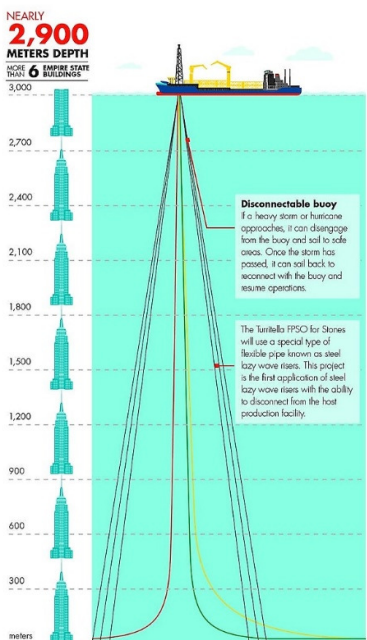 NEARLY
2,900
METERS DEPTH
MORE THAN 6 EMPIRE STATE BUILDINGS
3,000
2,700
2,400
Disconnectable buoy
If a heavy storm or hurricane
approaches, it can disengage
from the buoy and sail to safe
areas. Once the storm has
passed, it can sail back to
reconnect with the buoy and
resume operations.
2,100
1,800
The Turritella FPSO for Stones
will use a special type of
flexible pipe known as steel
lazy wave risers. This project
is the first application of steel
lazy wave risers with the ability
to disconnect from the host
production facility.
1,500
1,200
900
600
300
meters